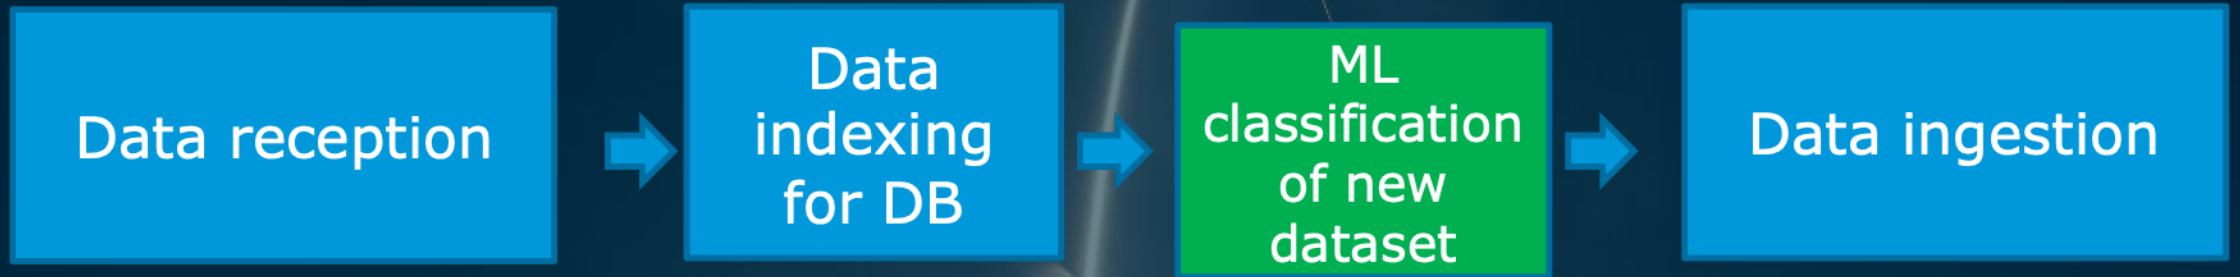 Data reception
Data
indexing
for DB
ML
classification
of new
dataset
Data ingestion